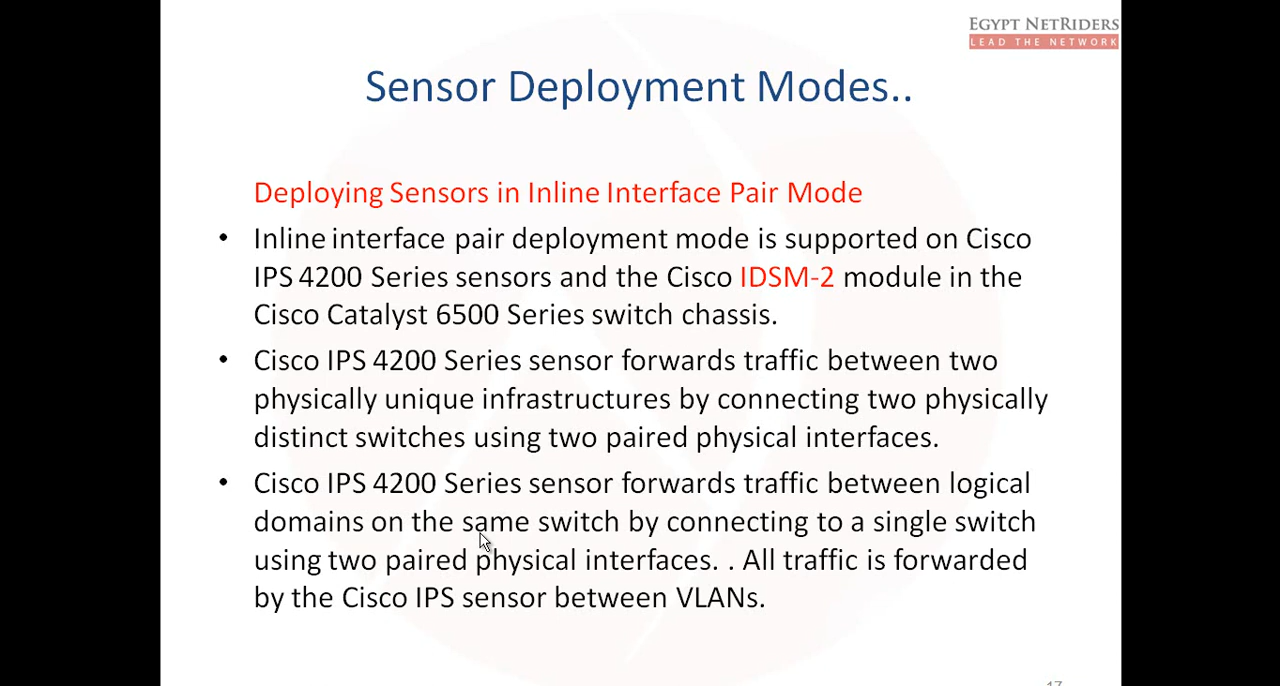 EGYPT NETRIDERS
LEAD THE NETWORK
Sensor Deployment Modes..
Deploying Sensors in Inline Interface Pair Mode
• Inline interface pair deployment mode is supported on Cisco
IPS 4200 Series sensors and the Cisco IDSM-2 module in the
Cisco Catalyst 6500 Series switch chassis.
• Cisco IPS 4200 Series sensor forwards traffic between two
physically unique infrastructures by connecting two physically
distinct switches using two paired physical interfaces.
• Cisco IPS 4200 Series sensor forwards traffic between logical
domains on the same switch by connecting to a single switch
using two paired physical interfaces. . All traffic is forwarded
by the Cisco IPS sensor between VLANs.